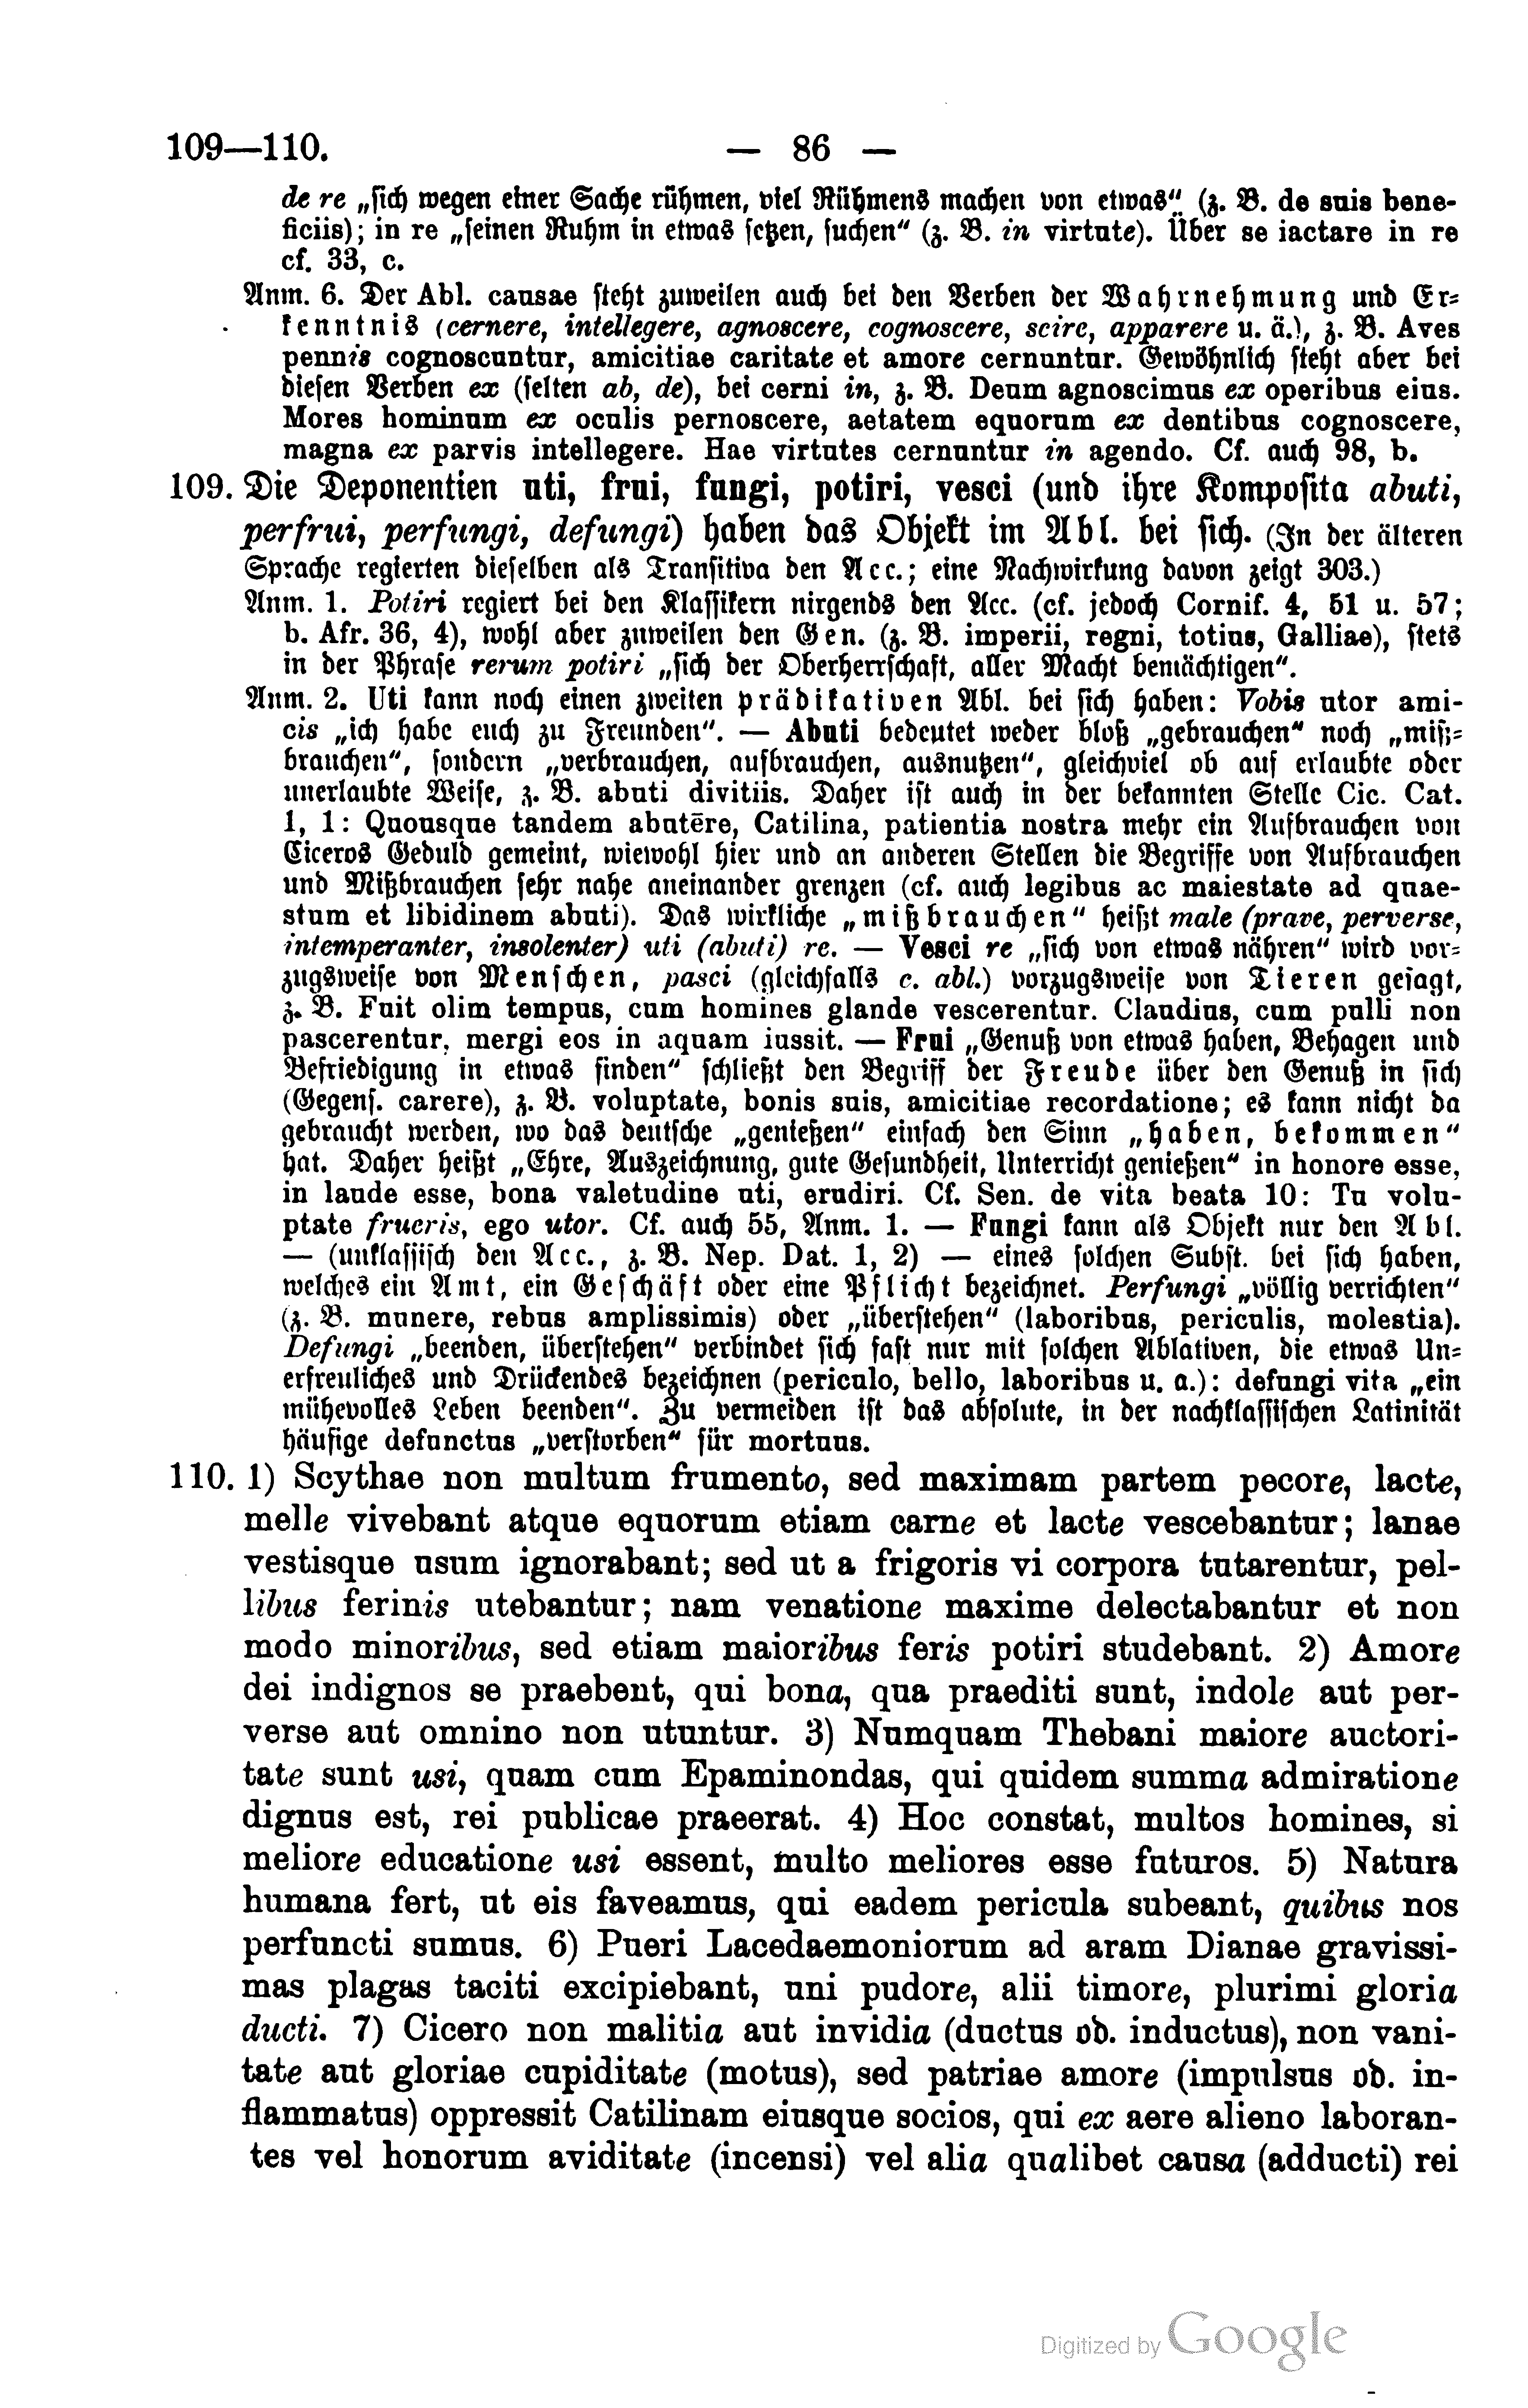 109—110.
— 86 —
de re „sich wegen einer Sache rühmen, viel Rühmens machen von etwas“ (z. B. de suis bene-
ficiis); in re „seinen Ruhm in etwas setzen, suchen“ (z. B. in virtute). Über se iactare in re
cf. 33, c.
Anm. 6. Der Abl. causae steht zuweilen auch bei den Verben der Wahrnehmung und Er-
kenntnis (cernere, intellegere, agnoscere, cognoscere, scire, apparere u. ä.), z. B. Aves
pennis cognoscuntur, amicitiae caritate et amore cernuntur. Gewöhnlich steht aber bei
diesen Verben ex (selten ab, de), bei cerni in, z. B. Deum agnoscimus ex operibus eius.
Mores hominum ex oculis pernoscere, aetatem equorum ex dentibus cognoscere,
magna ex parvis intellegere. Hae virtutes cernuntur in agendo. Cf. auch 98, b.
109. Die Deponentien uti, frui, fungi, potiri, vesci (und ihre Komposita abuti,
perfrui, perfungi, defungi) haben das Objekt im Abl. bei sich. (In der älteren
Sprache regierten dieselben als Transitiva den Acc.; eine Nachwirkung davon zeigt 303.)
Anm. 1. Potiri regiert bei den Klassikern nirgends den Acc. (cf. jedoch Cornif. 4, 51 u. 57;
b. Afr. 36, 4), wohl aber zuweilen den Gen. (z. B. imperii, regni, totius, Galliae), stets
in der Phrase rerum potiri „sich der Oberherrschaft, aller Macht bemächtigen“.
Anm. 2. Uti kann noch einen zweiten prädikativen Abl. bei sich haben: Vobis utor ami-
cis „ich habe euch zu Freunden“. — Abuti bedeutet weder bloß „gebrauchen“ noch „miß-
brauchen“, sondern „verbrauchen, aufbrauchen, ausnutzen“, gleichviel ob auf erlaubte oder
unerlaubte Weise, z. B. abuti divitiis. Daher ist auch in der bekannten Stelle Cic. Cat.
1, 1: Quousque tandem abutēre, Catilina, patientia nostra mehr ein Aufbrauchen von
Ciceros Geduld gemeint, wiewohl hier und an anderen Stellen die Begriffe von Aufbrauchen
und Mißbrauchen sehr nahe aneinander grenzen (cf. auch legibus ac maiestate ad quae-
stum et libidinem abuti). Das wirkliche „mißbrauchen“ heißt male (prave, perverse,
intemperanter, insolenter) uti (abuti) re. — Vesci re „sich von etwas nähren“ wird vor-
zugsweise von Menschen, pasci (gleichfalls c. abl.) vorzugsweise von Tieren gesagt,
z. B. Fuit olim tempus, cum homines glande vescerentur. Claudius, cum pulli non
pascerentur, mergi eos in aquam iussit. — Frui „Genuß von etwas haben, Behagen und
Befriedigung in etwas finden“ schließt den Begriff der Freude über den Genuß in sich
(Gegens. carere), z. B. voluptate, bonis suis, amicitiae recordatione; es kann nicht da
gebraucht werden, wo das deutsche „genießen“ einfach den Sinn „haben, bekommen“
hat. Daher heißt „Ehre, Auszeichnung, gute Gesundheit, Unterricht genießen“ in honore esse,
in laude esse, bona valetudine uti, erudiri. Cf. Sen. de vita beata 10: Tu volu-
ptate frueris, ego utor. Cf. auch 55, Anm. 1. — Fungi kann als Objekt nur den Abl.
— (unklassisch den Acc., z. B. Nep. Dat. 1, 2) — eines solchen Subst. bei sich haben,
welches ein Amt, ein Geschäft oder eine Pflicht bezeichnet. Perfungi „völlig verrichten“
(z. B. munere, rebus amplissimis) oder „überstehen“ (laboribus, periculis, molestia).
Defungi „beenden, überstehen“ verbindet sich fast nur mit solchen Ablativen, die etwas Un-
erfreuliches und Drückendes bezeichnen (periculo, bello, laboribus u. a.): defungi vita „ein
mühevolles Leben beenden“. Zu vermeiden ist das absolute, in der nachklassischen Latinität
häufige defunctus „verstorben“ für mortuus.
110. 1) Scythae non multum frumento, sed maximam partem pecore, lacte,
melle vivebant atque equorum etiam carne et lacte vescebantur; lanae
vestisque usum ignorabant; sed ut a frigoris vi corpora tutarentur, pel-
libus ferinis utebantur; nam venatione maxime delectabantur et non
modo minoribus, sed etiam maioribus feris potiri studebant. 2) Amore
dei indignos se praebent, qui bona, qua praediti sunt, indole aut per-
verse aut omnino non utuntur. 3) Numquam Thebani maiore auctori-
tate sunt usi, quam cum Epaminondas, qui quidem summa admiratione
dignus est, rei publicae praeerat. 4) Hoc constat, multos homines, si
meliore educatione usi essent, multo meliores esse futuros. 5) Natura
humana fert, ut eis faveamus, qui eadem pericula subeant, quibus nos
perfuncti sumus. 6) Pueri Lacedaemoniorum ad aram Dianae gravissi-
mas plagas taciti excipiebant, uni pudore, alii timore, plurimi gloria
ducti. 7) Cicero non malitia aut invidia (ductus od. inductus), non vani-
tate aut gloriae cupiditate (motus), sed patriae amore (impulsus od. in-
flammatus) oppressit Catilinam eiusque socios, qui ex aere alieno laboran-
tes vel honorum aviditate (incensi) vel alia qualibet causa (adducti) rei
Digitized by Google